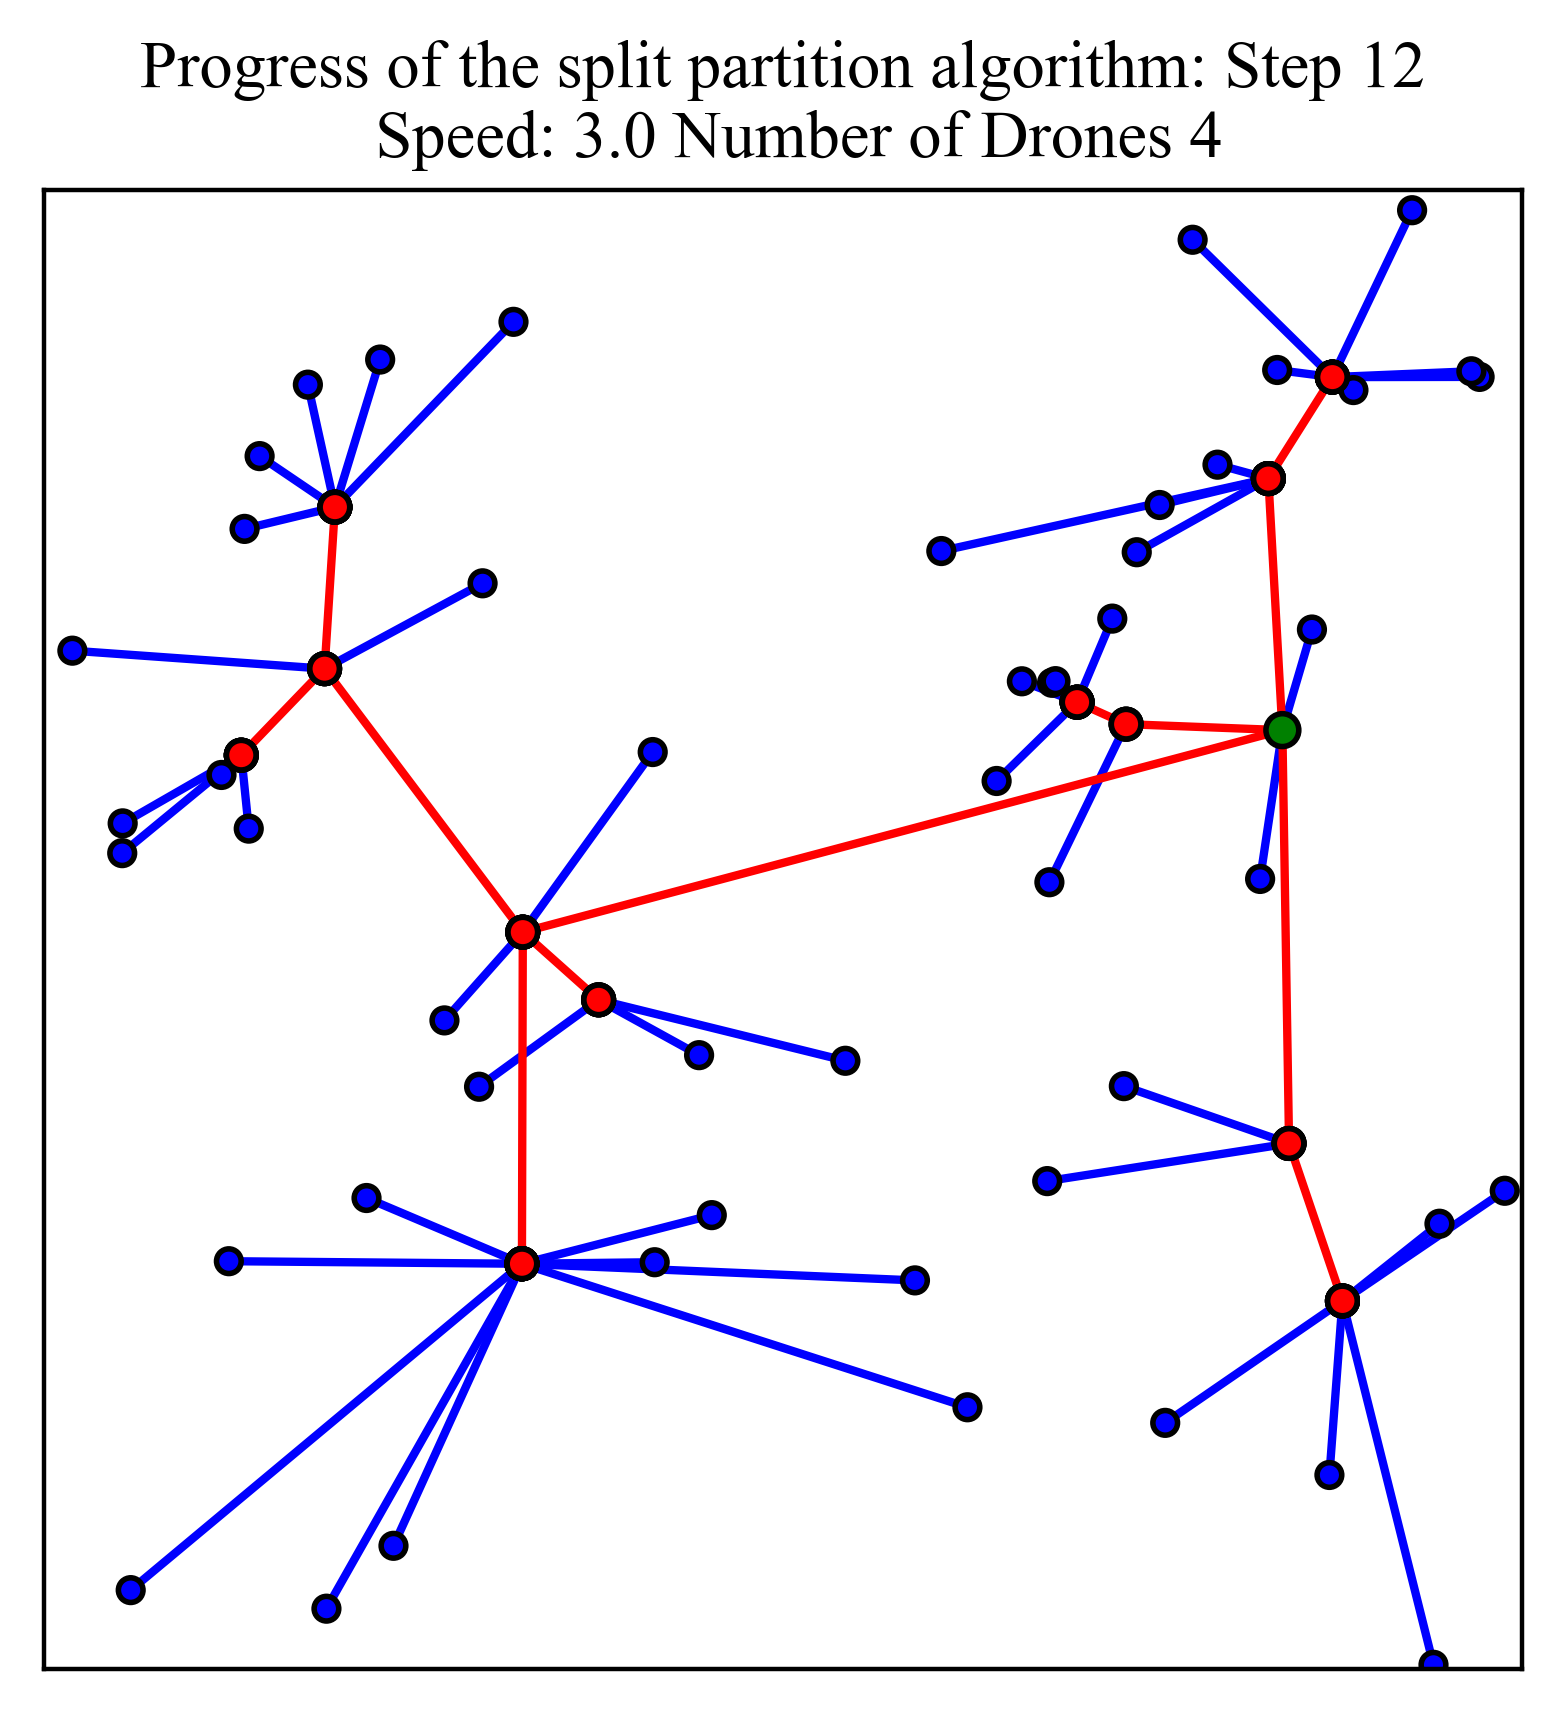 Progress of the split partition algorithm: Step 12
Speed: 3.0 Number of Drones 4